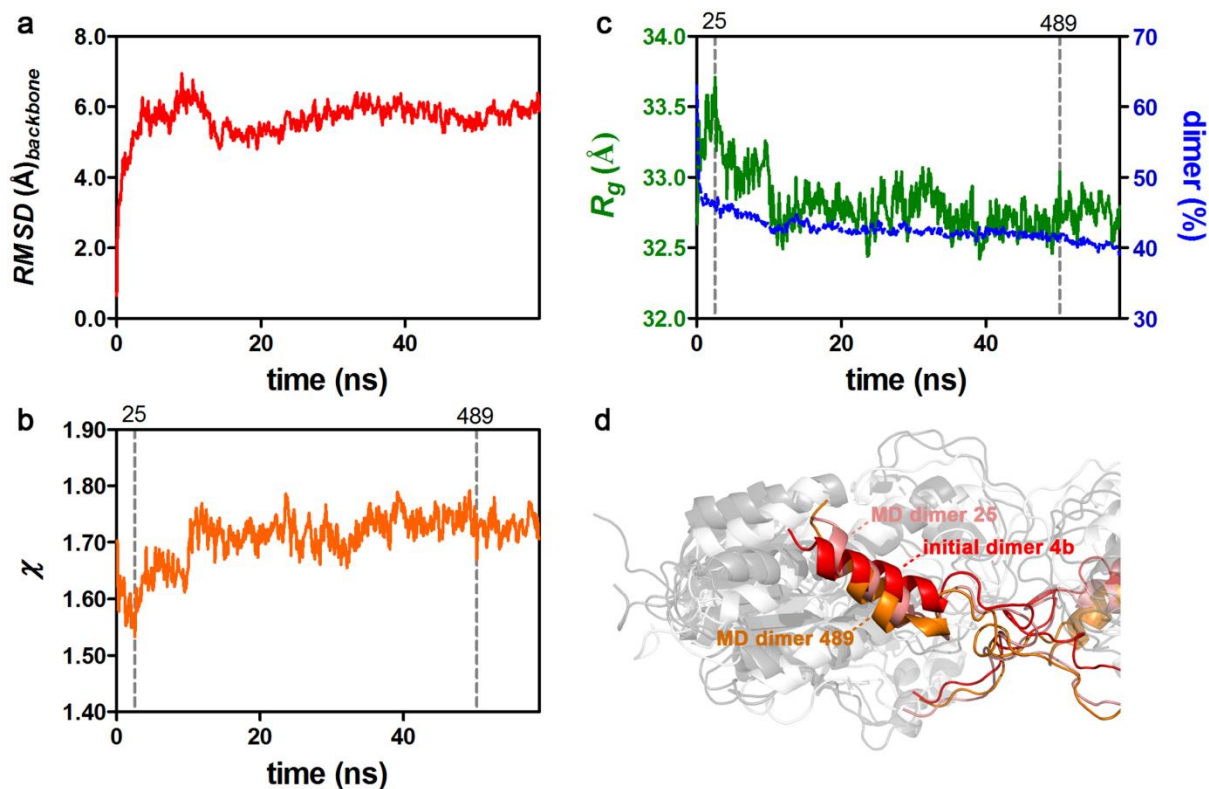 a
8.0
6.0
4.0
2.0
0.0
RMSD (Å)backbone
0 20 40
time (ns)
b
25 489
1.90
1.80
1.70
1.60
1.50
1.40
χ
0 20 40
time (ns)
c
25 489
34.0
33.5
33.0
32.5
32.0
Rg (Å)
70
60
50
40
30
dimer (%)
0 20 40
time (ns)
d
MD dimer 25
initial dimer 4b
MD dimer 489